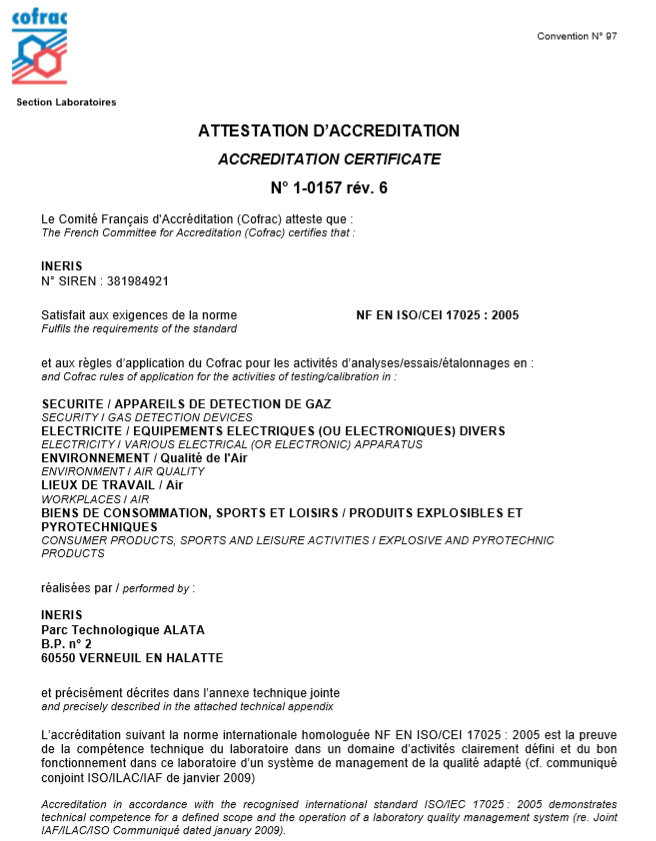 cofrac
Convention N° 97
Section Laboratoires
ATTESTATION D'ACCREDITATION
ACCREDITATION CERTIFICATE
N° 1-0157 rév. 6
Le Comité Français d'Accréditation (Cofrac) atteste que :
The French Committee for Accreditation (Cofrac) certifies that :
INERIS
N° SIREN : 381984921
Satisfait aux exigences de la norme NF EN ISO/CEI 17025 : 2005
Fulfils the requirements of the standard
et aux règles d'application du Cofrac pour les activités d'analyses/essais/étalonnages en :
and Cofrac rules of application for the activities of testing/calibration in :
SECURITE / APPAREILS DE DETECTION DE GAZ
SECURITY / GAS DETECTION DEVICES
ELECTRICITE / EQUIPEMENTS ELECTRIQUES (OU ELECTRONIQUES) DIVERS
ELECTRICITY / VARIOUS ELECTRICAL (OR ELECTRONIC) APPARATUS
ENVIRONNEMENT / Qualité de l'Air
ENVIRONMENT / AIR QUALITY
LIEUX DE TRAVAIL / Air
WORKPLACES / AIR
BIENS DE CONSOMMATION, SPORTS ET LOISIRS / PRODUITS EXPLOSIBLES ET
PYROTECHNIQUES
CONSUMER PRODUCTS, SPORTS AND LEISURE ACTIVITIES / EXPLOSIVE AND PYROTECHNIC
PRODUCTS
réalisées par / performed by :
INERIS
Parc Technologique ALATA
B.P. n° 2
60550 VERNEUIL EN HALATTE
et précisément décrites dans l'annexe technique jointe
and precisely described in the attached technical appendix
L'accréditation suivant la norme internationale homologuée NF EN ISO/CEI 17025 : 2005 est la preuve
de la compétence technique du laboratoire dans un domaine d'activités clairement défini et du bon
fonctionnement dans ce laboratoire d'un système de management de la qualité adapté (cf. communiqué
conjoint ISO/ILAC/IAF de janvier 2009)
Accreditation in accordance with the recognised international standard ISO/IEC 17025 : 2005 demonstrates
technical competence for a defined scope and the operation of a laboratory quality management system (re. Joint
IAF/ILAC/ISO Communiqué dated january 2009).